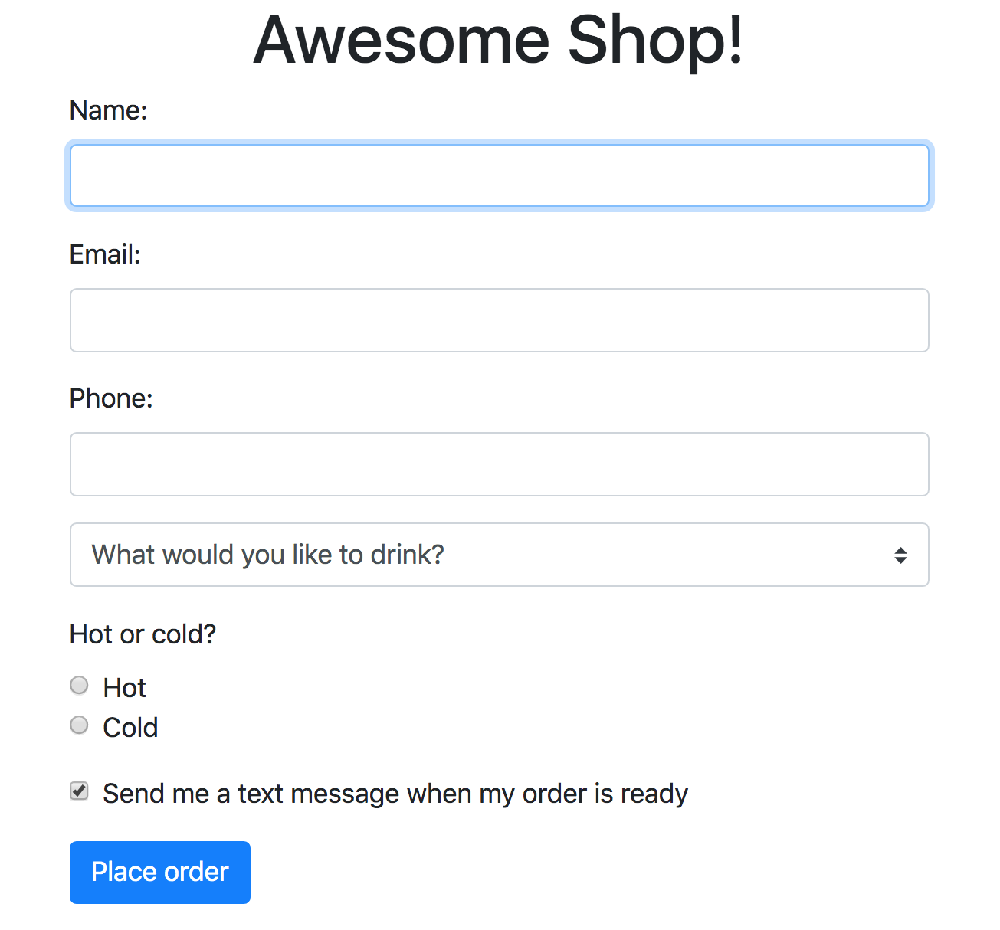 Awesome Shop!
Name:
Email:
Phone:
What would you like to drink?
Hot or cold?
Hot
Cold
Send me a text message when my order is ready
Place order